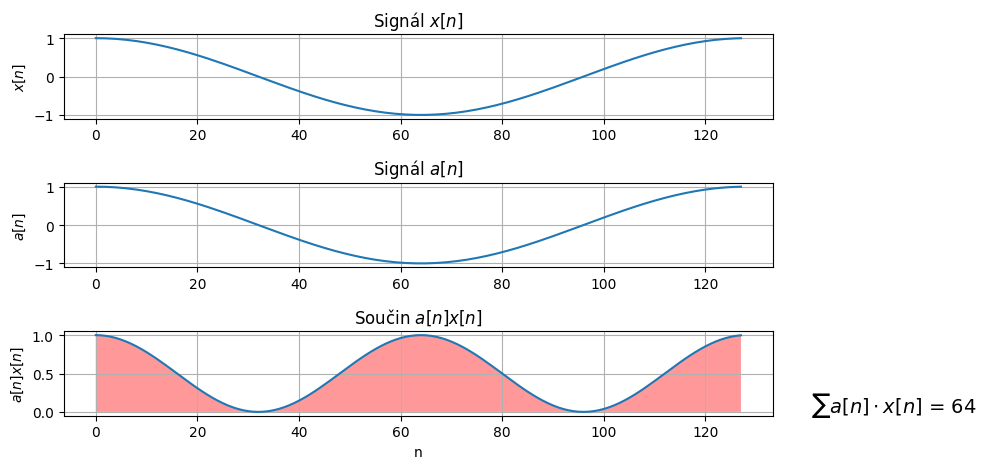 Signál x[n]
x[n]
1
0
−1
0 20 40 60 80 100 120
Signál a[n]
a[n]
1
0
−1
0 20 40 60 80 100 120
Součin a[n]x[n]
a[n]x[n]
1.0
0.5
0.0
0 20 40 60 80 100 120
n
∑a[n] · x[n] = 64